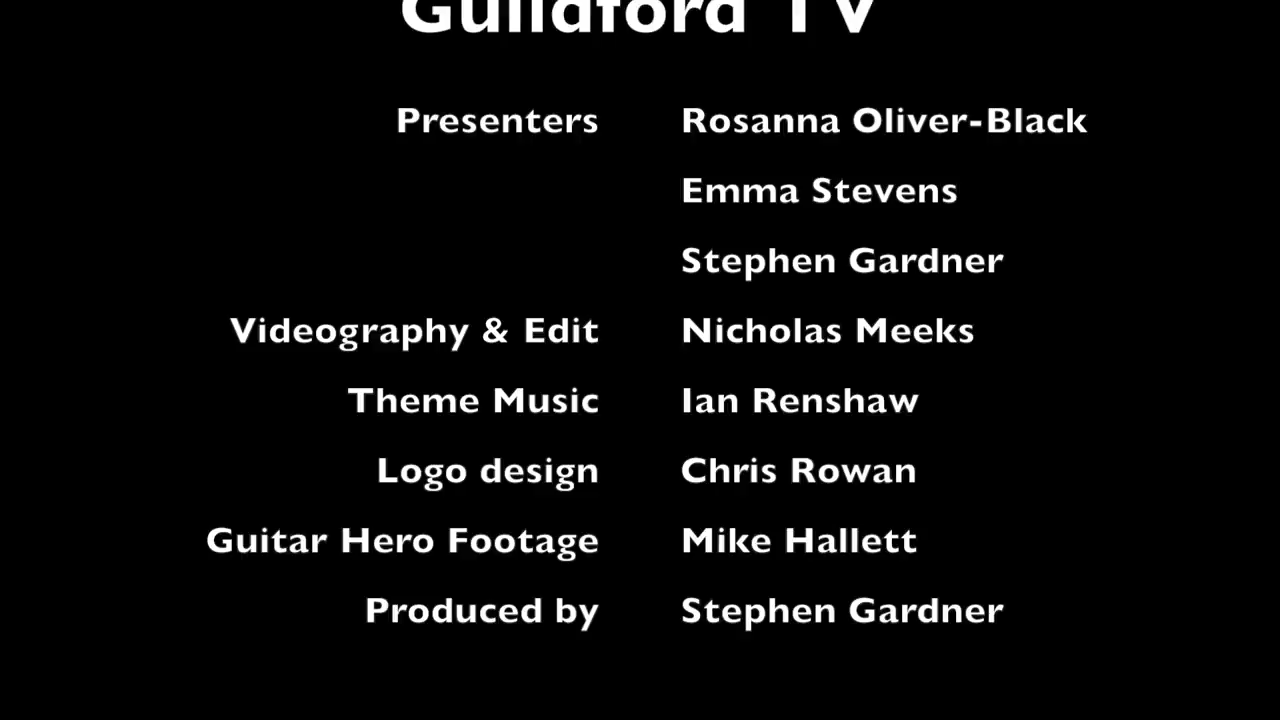 Guildford TV
Presenters Rosanna Oliver-Black
Emma Stevens
Stephen Gardner
Videography & Edit Nicholas Meeks
Theme Music Ian Renshaw
Logo design Chris Rowan
Guitar Hero Footage Mike Hallett
Produced by Stephen Gardner